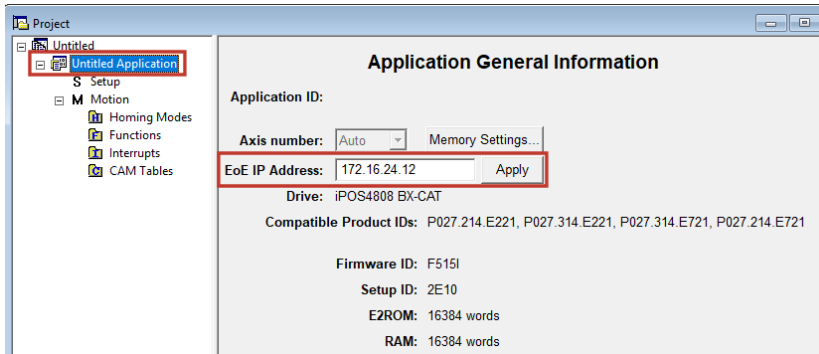 Project
Untitled
Untitled Application
S Setup
M Motion
H Homing Modes
F Functions
I Interrupts
C CAM Tables
Application General Information
Application ID:
Axis number: Auto Memory Settings...
EoE IP Address: 172.16.24.12 Apply
Drive: iPOS4808 BX-CAT
Compatible Product IDs: P027.214.E221, P027.314.E221, P027.314.E721, P027.214.E721
Firmware ID: F515I
Setup ID: 2E10
E2ROM: 16384 words
RAM: 16384 words